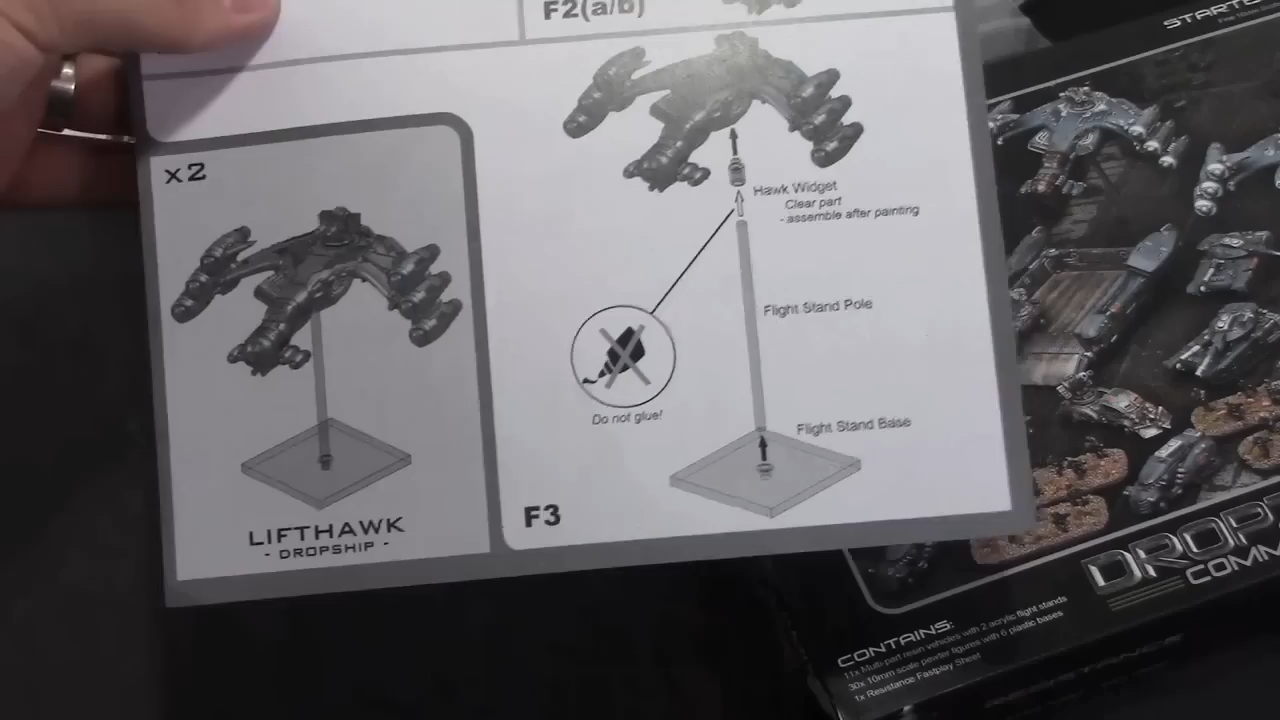 F2(a/b)
x2
Hawk Widget
Clear part
- assemble after painting
Flight Stand Pole
Do not glue!
Flight Stand Base
F3
LIFTHAWK
- DROPSHIP -
START
DROP
COMM
CONTAINS:
11x Multi-part resin vehicles with 2 acrylic flight stands
30x 10mm scale pewter figures with 6 plastic bases
1x Resistance Fastplay Sheet
RESISTANCE